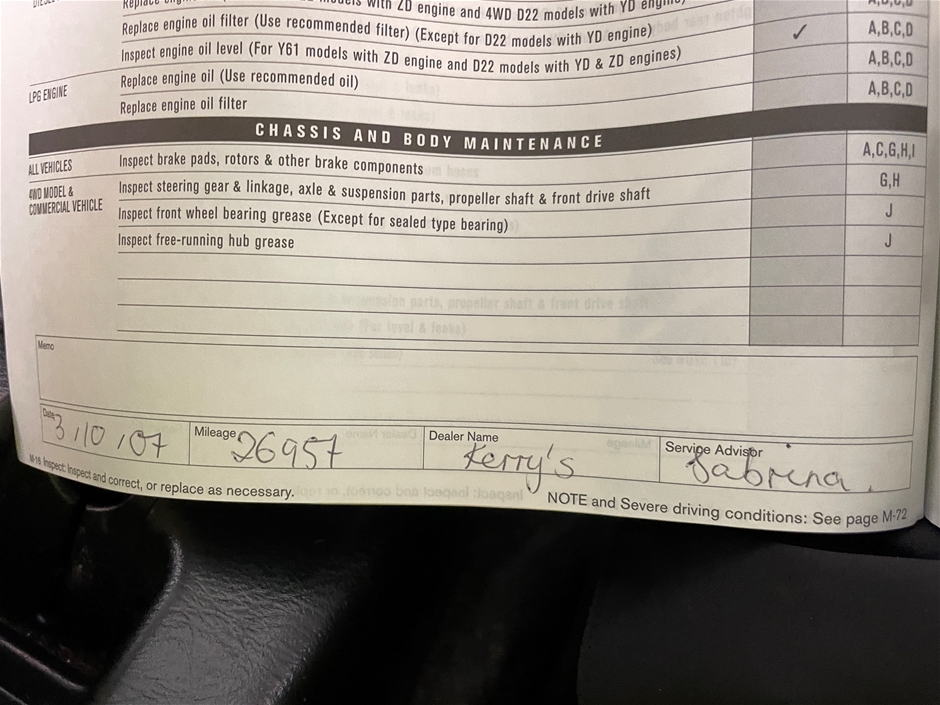 with ZD engine and 4WD D22 models with YD engine)
Replace engine oil filter (Use recommended filter) (Except for D22 models with YD engine) ✓ A,B,C,D
Inspect engine oil level (For Y61 models with ZD engine and D22 models with YD & ZD engines) A,B,C,D
LPG ENGINE Replace engine oil (Use recommended oil) A,B,C,D
Replace engine oil filter
CHASSIS AND BODY MAINTENANCE
ALL VEHICLES Inspect brake pads, rotors & other brake components A,C,G,H,I
4WD MODEL & COMMERCIAL VEHICLE Inspect steering gear & linkage, axle & suspension parts, propeller shaft & front drive shaft G,H
Inspect front wheel bearing grease (Except for sealed type bearing) J
Inspect free-running hub grease J
Memo
Date 3/10/07 Mileage 26957 Dealer Name Kerry's Service Advisor Sabrina.
M-16 Inspect: Inspect and correct, or replace as necessary. NOTE and Severe driving conditions: See page M-72